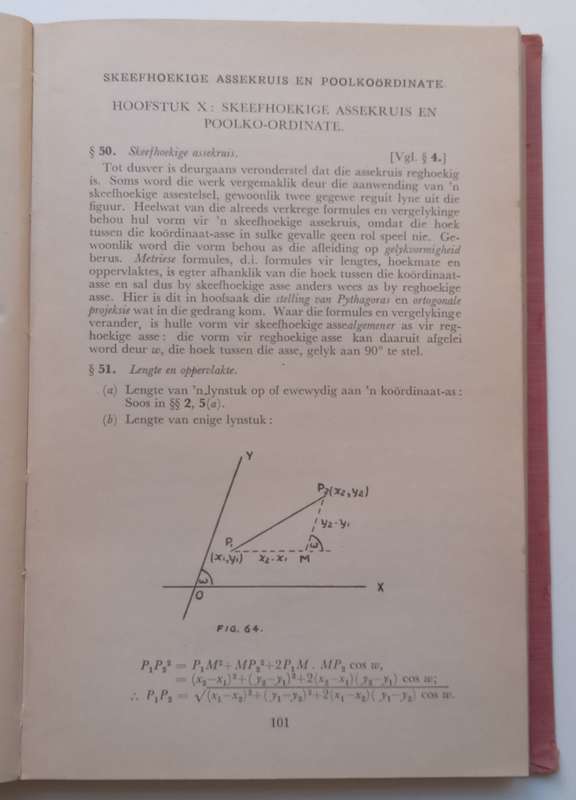 SKEEFHOEKIGE ASSEKRUIS EN POOLKOÖRDINATE
HOOFSTUK X: SKEEFHOEKIGE ASSEKRUIS EN
POOLKO-ORDINATE.
§ 50. Skeefhoekige assekruis. [Vgl. § 4.]
Tot dusver is deurgaans veronderstel dat die assekruis reghoekig
is. Soms word die werk vergemaklik deur die aanwending van 'n
skeefhoekige assestelsel, gewoonlik twee gegewe reguit lyne uit die
figuur. Heelwat van die alreeds verkrege formules en vergelykinge
behou hul vorm vir 'n skeefhoekige assekruis, omdat die hoek
tussen die koördinaat-asse in sulke gevalle geen rol speel nie. Ge-
woonlik word die vorm behou as die afleiding op gelykvormigheid
berus. Metriese formules, d.i. formules vir lengtes, hoekmate en
oppervlaktes, is egter afhanklik van die hoek tussen die koördinaat-
asse en sal dus by skeefhoekige asse anders wees as by reghoekige
asse. Hier is dit in hoofsaak die stelling van Pythagoras en ortogonale
projeksie wat in die gedrang kom. Waar die formules en vergelykinge
verander, is hulle vorm vir skeefhoekige asse algemener as vir reg-
hoekige asse: die vorm vir reghoekige asse kan daaruit afgelei
word deur w, die hoek tussen die asse, gelyk aan 90° te stel.
§ 51. Lengte en oppervlakte.
(a) Lengte van 'n lynstuk op of ewewydig aan 'n koördinaat-as:
Soos in §§ 2, 5(a).
(b) Lengte van enige lynstuk:
Y
P₂(x₂,y₂)
y₂-y₁
P₁
(x₁,y₁) x₂-x₁ M
ω
ω
O X
FIG. 64.
P₁P₂² = P₁M²+MP₂²+2P₁M . MP₂ cos w,
= (x₂–x₁)²+(y₂–y₁)²+2(x₂–x₁)(y₂–y₁) cos w;
∴ P₁P₂ = √(x₁–x₂)²+(y₁–y₂)²+2(x₁–x₂)(y₁–y₂) cos w.
101